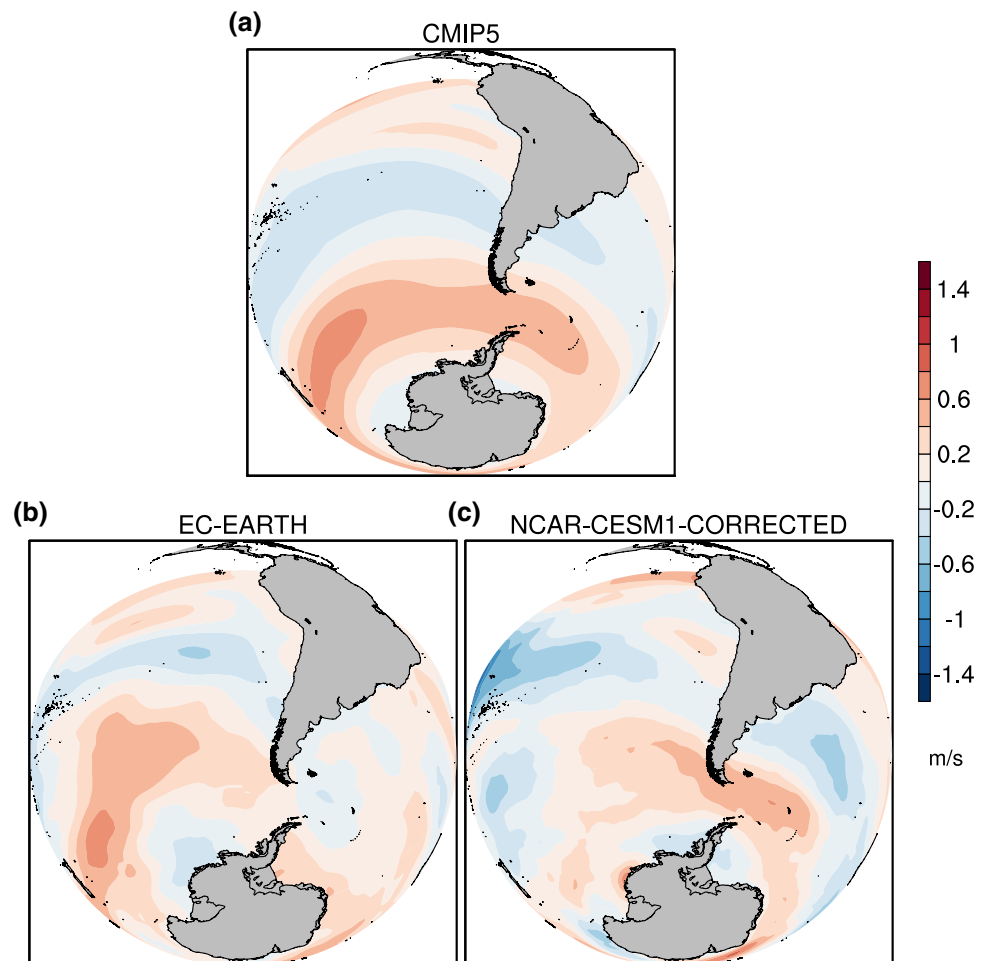 (a)
CMIP5
(b)
EC-EARTH
(c)
NCAR-CESM1-CORRECTED
1.4
1
0.6
0.2
-0.2
-0.6
-1
-1.4
m/s